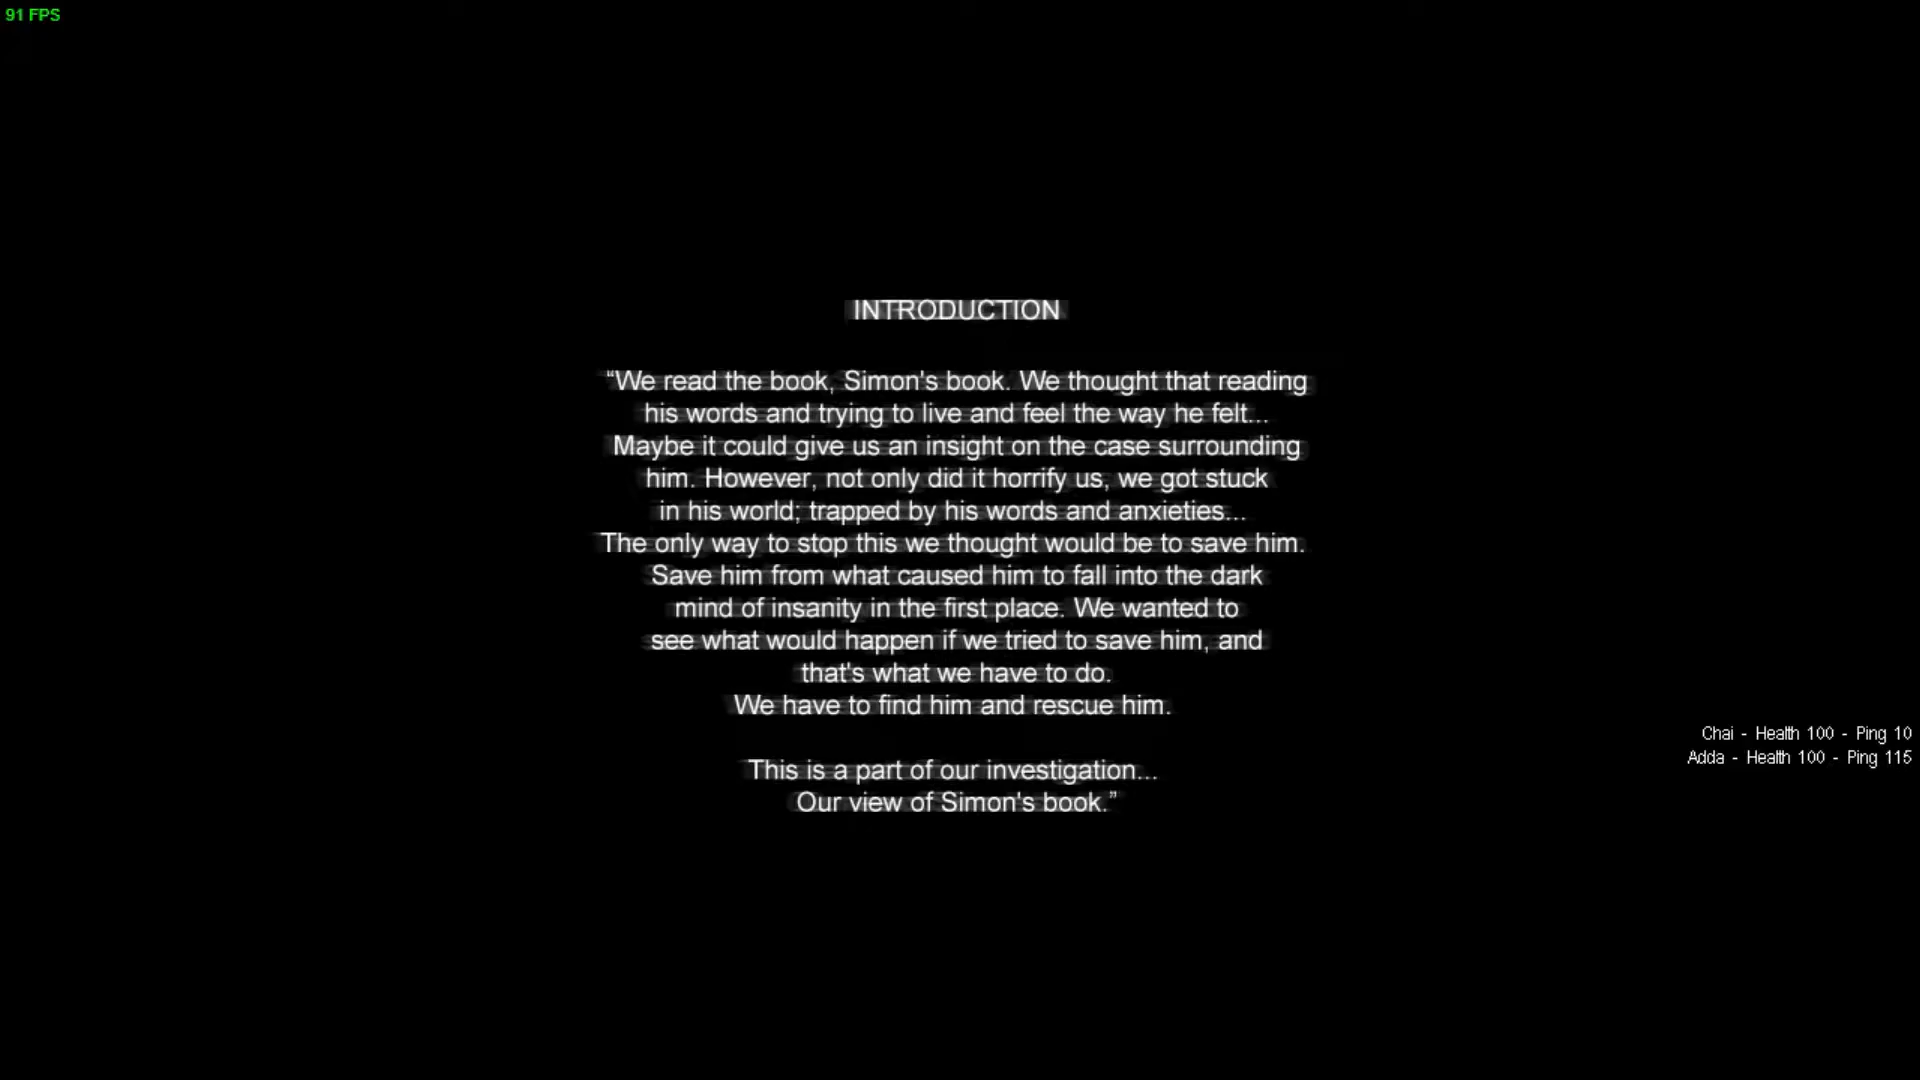 91 FPS
INTRODUCTION
“We read the book, Simon's book. We thought that reading
his words and trying to live and feel the way he felt...
Maybe it could give us an insight on the case surrounding
him. However, not only did it horrify us, we got stuck
in his world; trapped by his words and anxieties...
The only way to stop this we thought would be to save him.
Save him from what caused him to fall into the dark
mind of insanity in the first place. We wanted to
see what would happen if we tried to save him, and
that's what we have to do.
We have to find him and rescue him.
This is a part of our investigation...
Our view of Simon's book.”
Chai - Health 100 - Ping 10
Adda - Health 100 - Ping 115